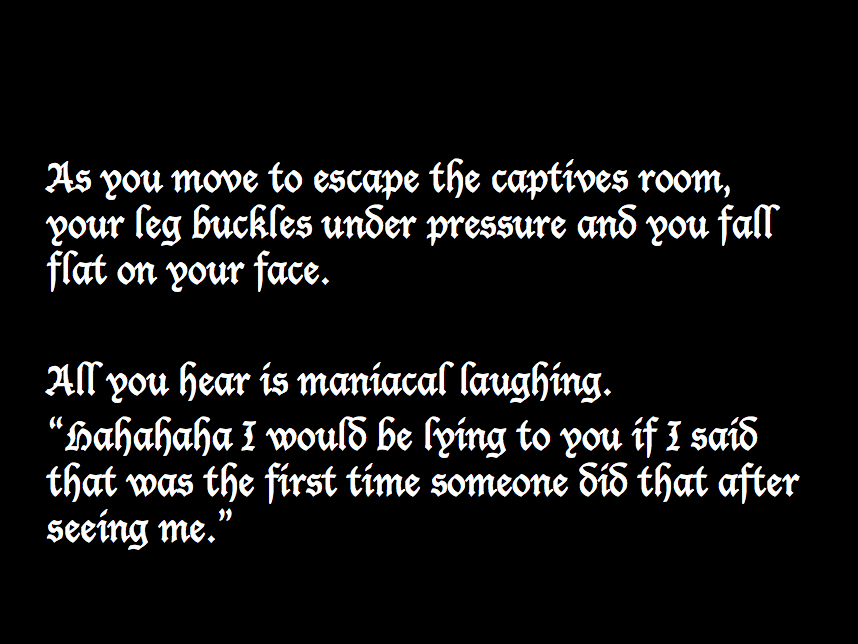 As you move to escape the captives room,
your leg buckles under pressure and you fall
flat on your face.
All you hear is maniacal laughing.
“Hahahaha I would be lying to you if I said
that was the first time someone did that after
seeing me.”